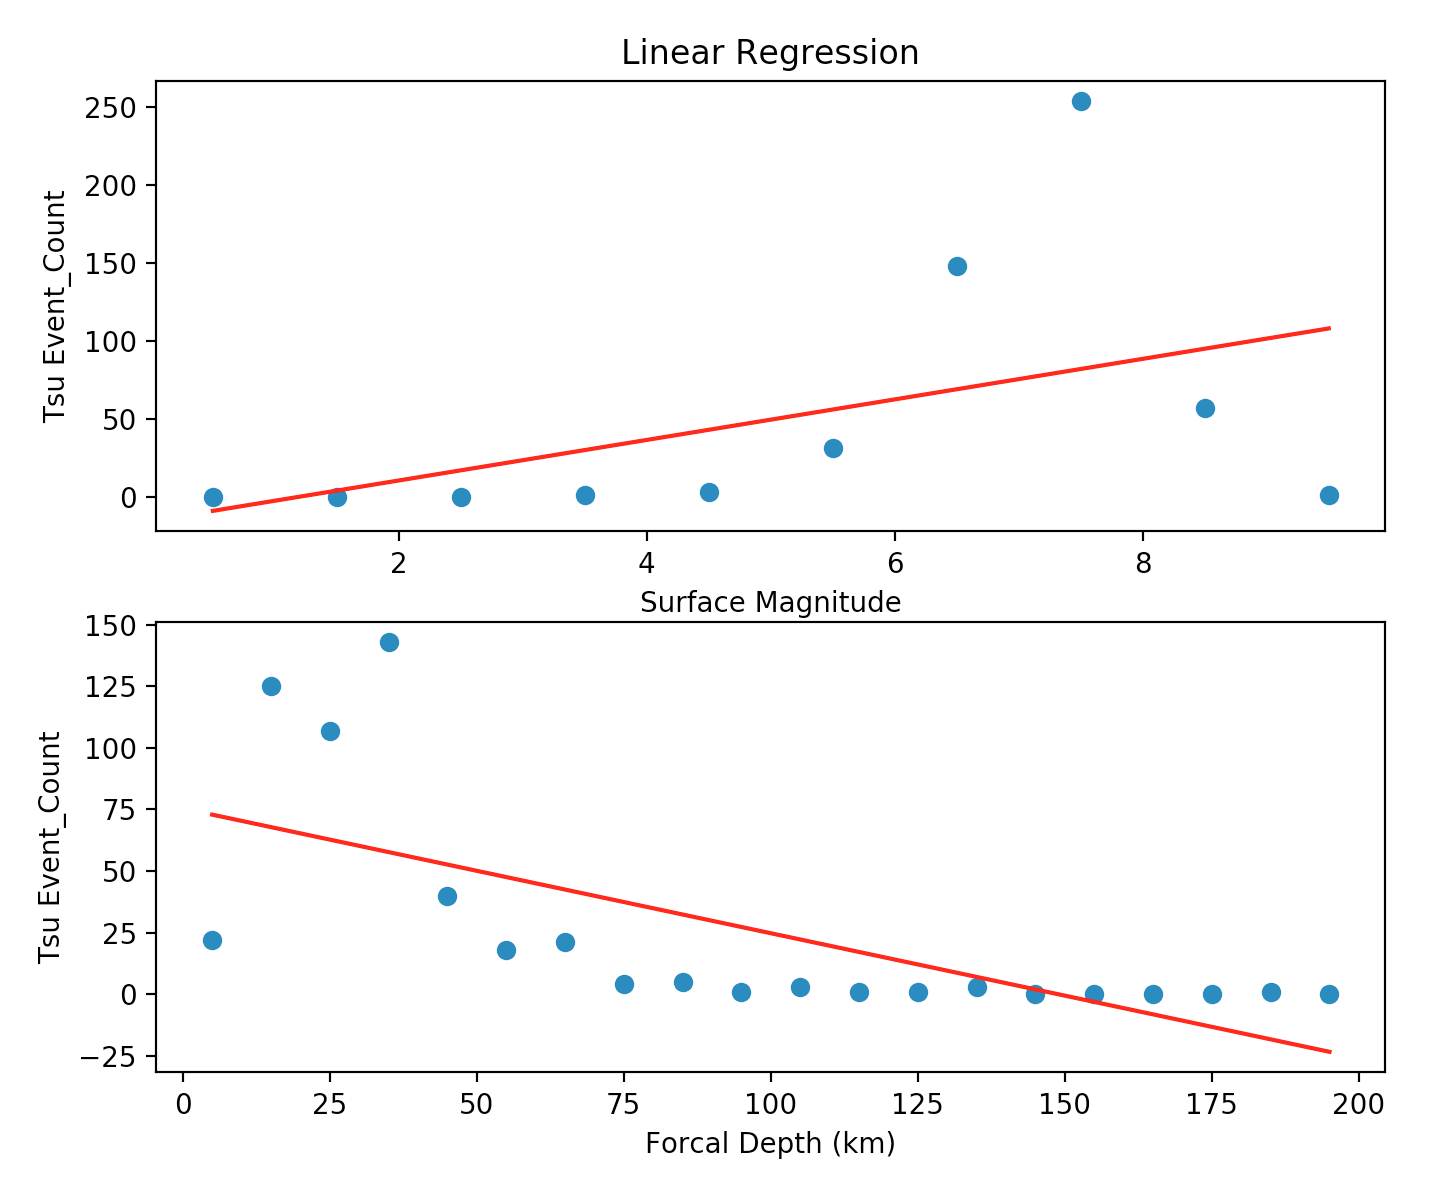 Linear Regression
250
200
150
100
50
0
Tsu Event_Count
2 4 6 8
Surface Magnitude
150
125
100
75
50
25
0
−25
Tsu Event_Count
0 25 50 75 100 125 150 175 200
Forcal Depth (km)